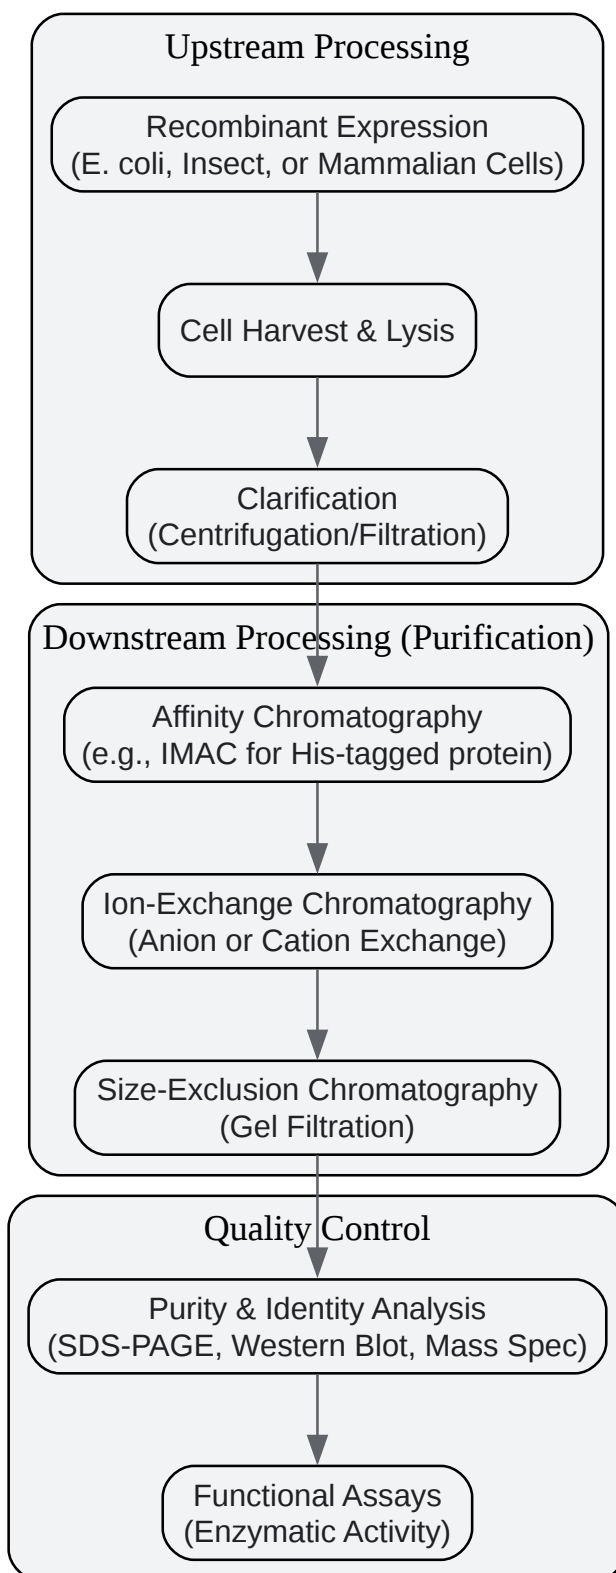 Upstream Processing
Recombinant Expression
(E. coli, Insect, or Mammalian Cells)
Cell Harvest & Lysis
Clarification
(Centrifugation/Filtration)
Downstream Processing (Purification)
Affinity Chromatography
(e.g., IMAC for His-tagged protein)
Ion-Exchange Chromatography
(Anion or Cation Exchange)
Size-Exclusion Chromatography
(Gel Filtration)
Quality Control
Purity & Identity Analysis
(SDS-PAGE, Western Blot, Mass Spec)
Functional Assays
(Enzymatic Activity)